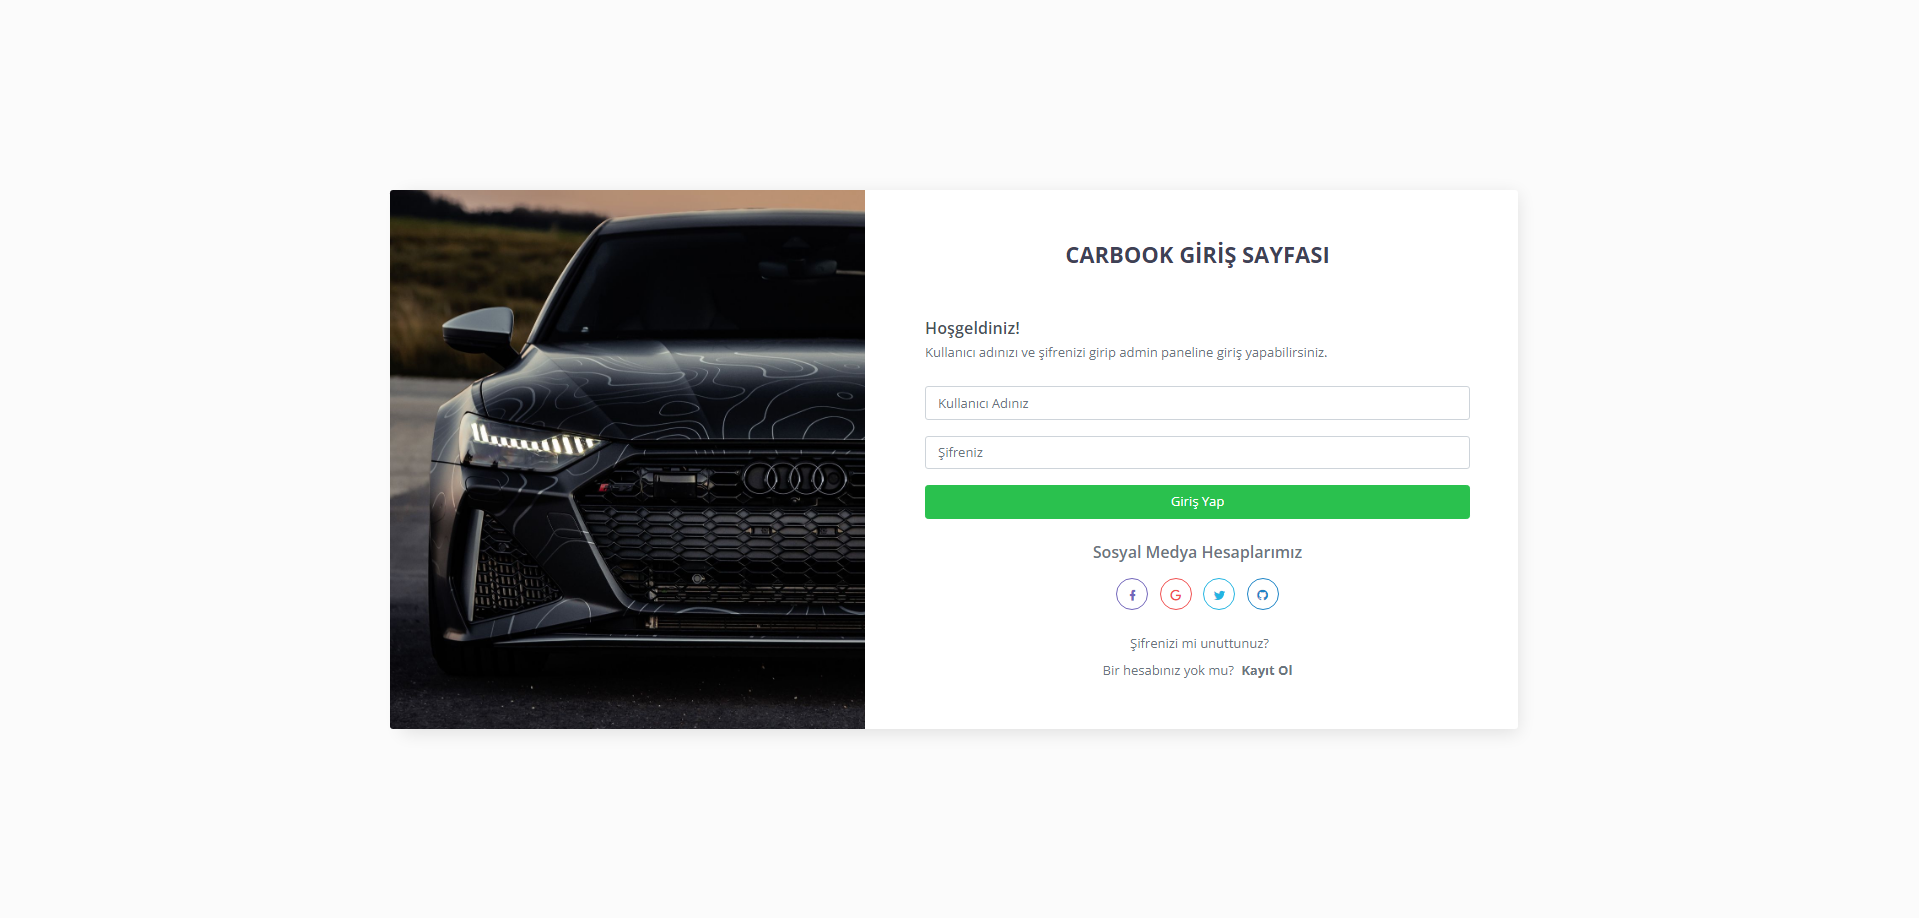 CARBOOK GİRİŞ SAYFASI
Hoşgeldiniz!
Kullanıcı adınızı ve şifrenizi girip admin paneline giriş yapabilirsiniz.
Kullanıcı Adınız
Şifreniz
Giriş Yap
Sosyal Medya Hesaplarımız
Şifrenizi mi unuttunuz?
Bir hesabınız yok mu? Kayıt Ol